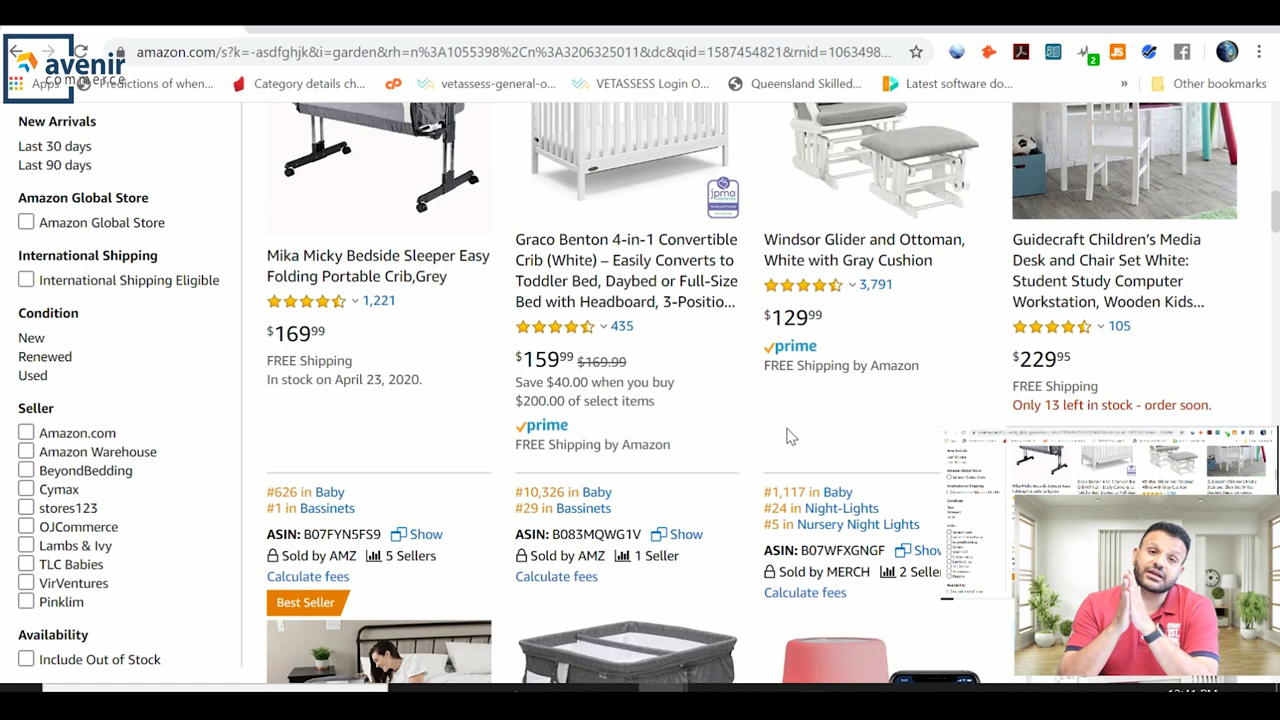 avenir
commerce
amazon.com/s?k=-asdfghjk&i=garden&rh=n%3A
2Cn%3A3206325011&dc&qid=1587454821&rnid=1063498...
2
Apps
Predictions of when...
Category details ch...
vetassess-general-o...
VETASSESS Login O...
Queensland Skilled...
Latest software do...
»
Other bookmarks
New Arrivals
Last 30 days
Last 90 days
Amazon Global Store
Amazon Global Store
International Shipping
International Shipping Eligible
Condition
New
Renewed
Used
Seller
Amazon.com
Amazon Warehouse
BeyondBedding
Cymax
stores123
OJCommerce
Lambs & Ivy
TLC Babies
VirVentures
Pinklim
Availability
Include Out of Stock
Mika Micky Bedside Sleeper Easy
Folding Portable Crib,Grey
1,221
$169.99
FREE Shipping
In stock on April 23, 2020.
#626 in Baby
#1 in Bassinets
ASIN: B07FYN5FS9 Show
Sold by AMZ 5 Sellers
Calculate fees
Best Seller
jpma
Graco Benton 4-in-1 Convertible
Crib (White) – Easily Converts to
Toddler Bed, Daybed or Full-Size
Bed with Headboard, 3-Positio...
435
$159.99 $169.99
Save $40.00 when you buy
$200.00 of select items
prime
Shipping by Amazon
in Baby
#29 in Bassinets
ASIN: B083MQWG1V Show
Sold by AMZ 1 Seller
Calculate fees
Windsor Glider and Ottoman,
White with Gray Cushion
3,791
$129.99
prime
FREE Shipping by Amazon
in Baby
#24 in Night-Lights
#5 in Nursery Night Lights
ASIN: B07WFXGNGF Show
Sold by MERCH 2 Selle
Calculate fees
Guidecraft Children's Media
Desk and Chair Set White:
Student Study Computer
Workstation, Wooden Kids...
105
$229.95
FREE Shipping
Only 13 left in stock - order soon.